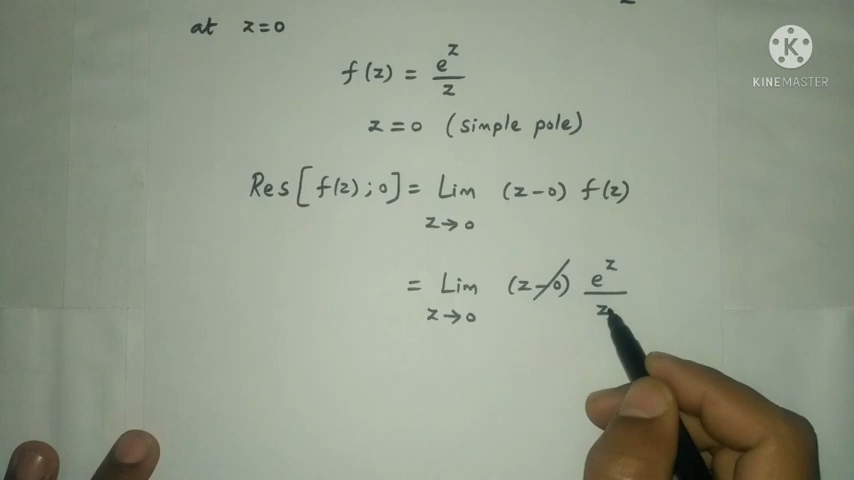 at z=0
f(z) = e^z/z
z=0 (simple pole)
Res[f(z);0] = Lim z→0 (z-0) f(z)
= Lim z→0 (z-0) e^z/z
K
KINEMASTER